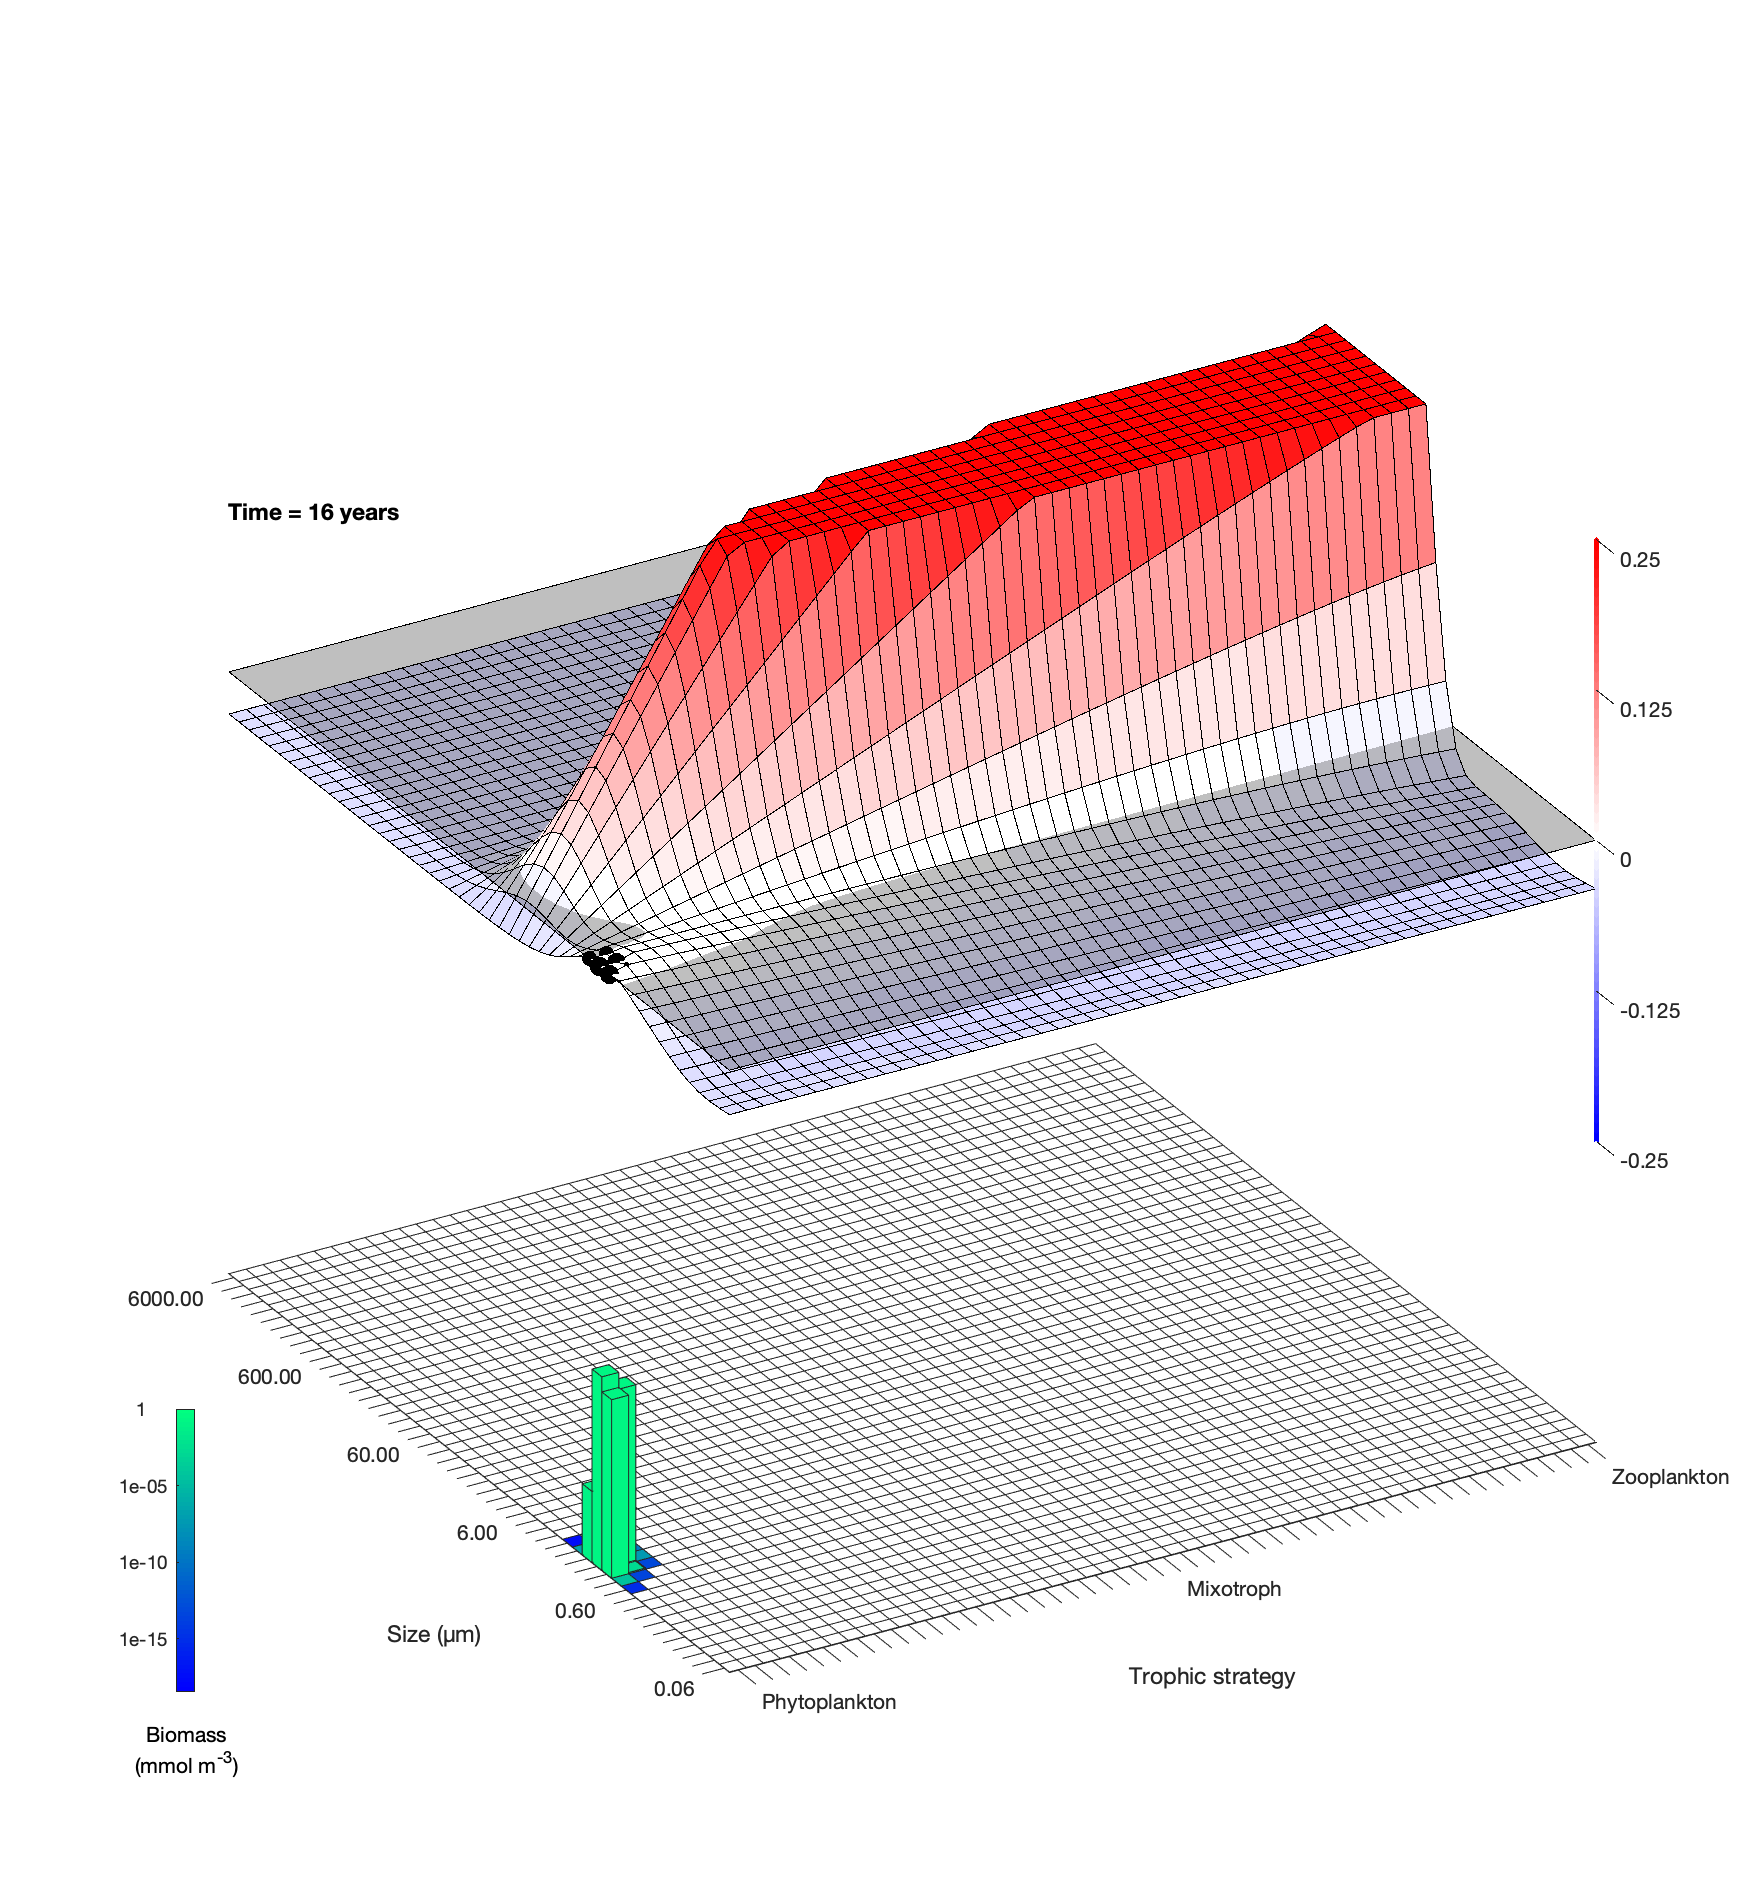 Time = 16 years
0.25
0.125
0
-0.125
-0.25
6000.00
600.00
60.00
6.00
0.60
0.06
Size (µm)
1
1e-05
1e-10
1e-15
Biomass
(mmol m-3)
Phytoplankton
Mixotroph
Zooplankton
Trophic strategy